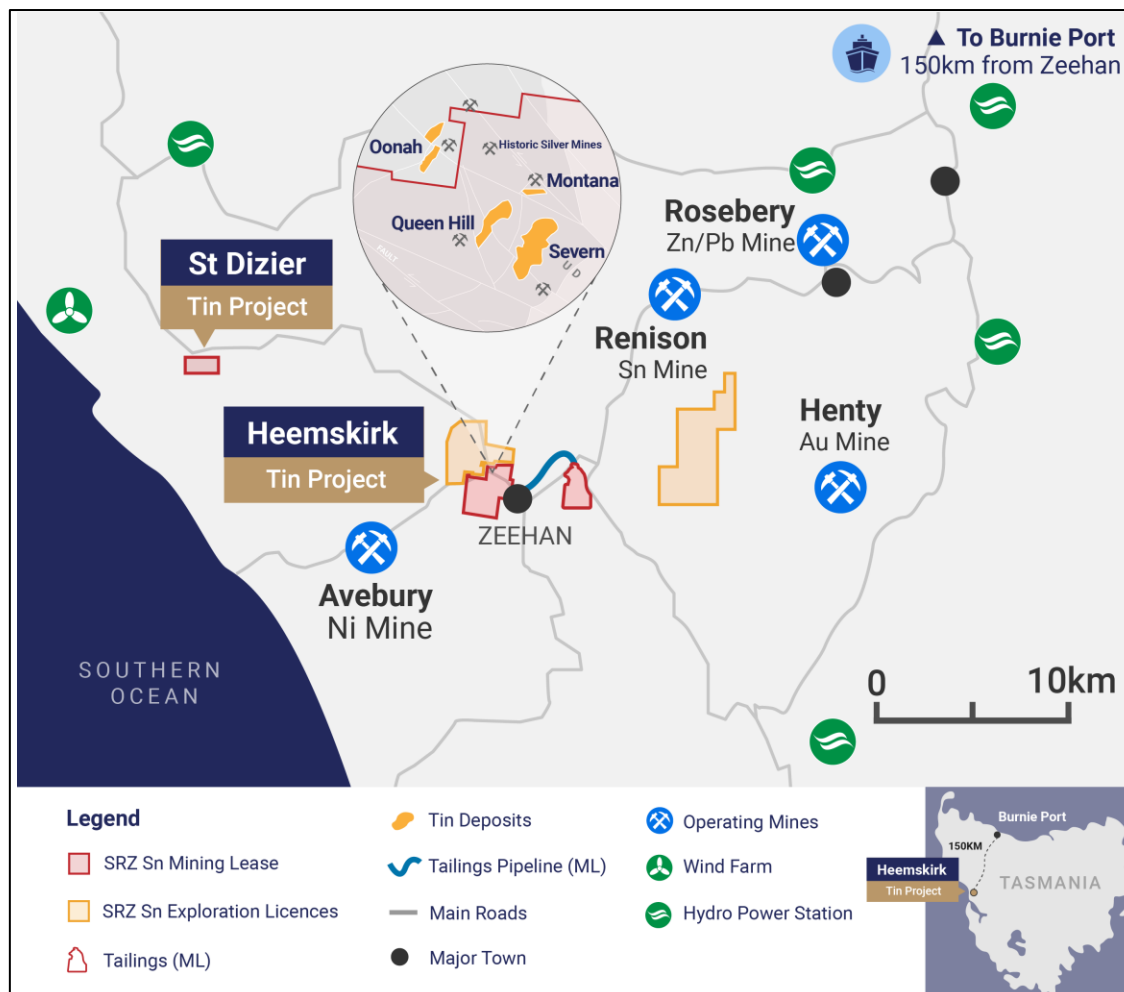 ▲ To Burnie Port
150km from Zeehan
Oonah
Historic Silver Mines
Montana
Queen Hill
Severn
FAULT
U D
St Dizier
Tin Project
Rosebery
Zn/Pb Mine
Renison
Sn Mine
Heemskirk
Tin Project
Henty
Au Mine
ZEEHAN
Avebury
Ni Mine
SOUTHERN
OCEAN
0 10km
Legend
SRZ Sn Mining Lease
SRZ Sn Exploration Licences
Tailings (ML)
Tin Deposits
Tailings Pipeline (ML)
Main Roads
Major Town
Operating Mines
Wind Farm
Hydro Power Station
Burnie Port
150KM
Heemskirk
Tin Project
TASMANIA